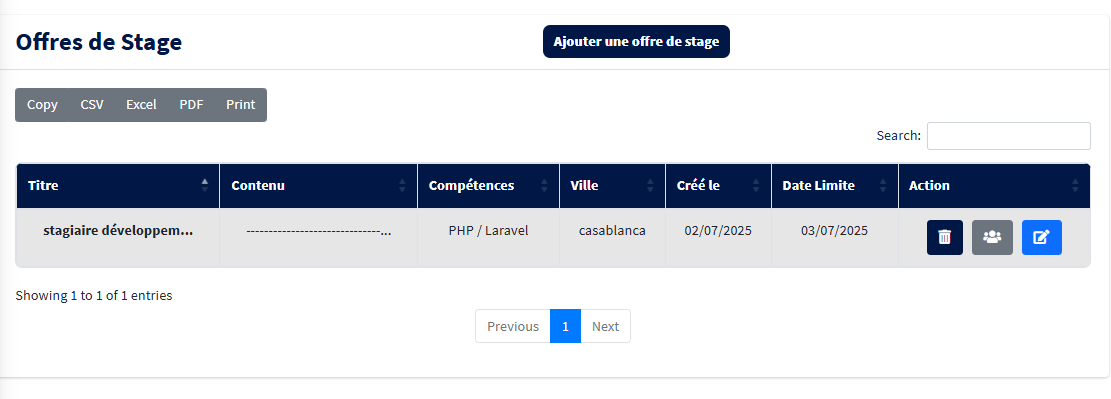 Offres de Stage
Ajouter une offre de stage
Copy CSV Excel PDF Print
Search:
Titre Contenu Compétences Ville Créé le Date Limite Action
stagiaire développem... --------------------------------... PHP / Laravel casablanca 02/07/2025 03/07/2025
Showing 1 to 1 of 1 entries
Previous 1 Next